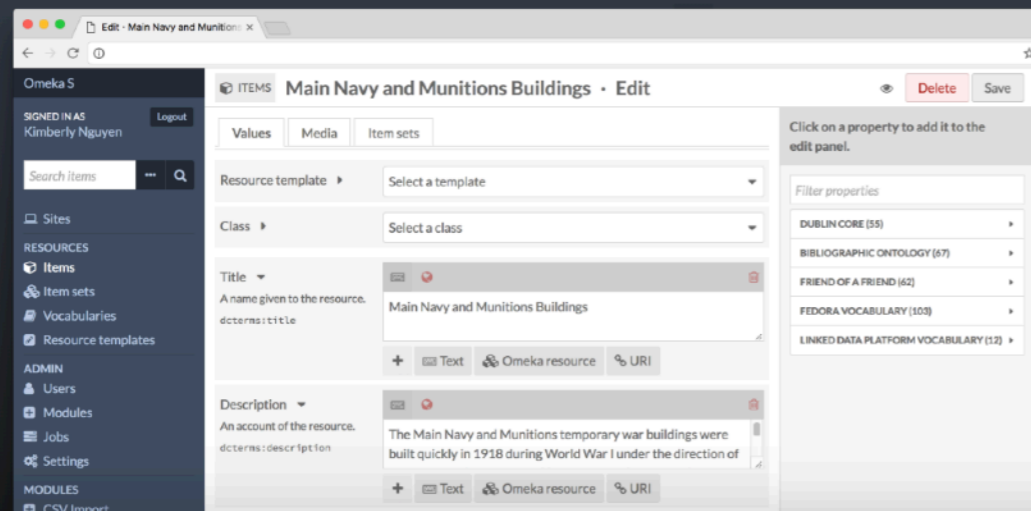 Edit - Main Navy and Munitions
Omeka S
SIGNED IN AS
Kimberly Nguyen
Logout
Search items
Sites
RESOURCES
Items
Item sets
Vocabularies
Resource templates
ADMIN
Users
Modules
Jobs
Settings
MODULES
CSV Import
ITEMS Main Navy and Munitions Buildings · Edit
Delete Save
Values Media Item sets
Resource template Select a template
Class Select a class
Title
A name given to the resource.
dcterms:title
Main Navy and Munitions Buildings
+ Text Omeka resource URI
Description
An account of the resource.
dcterms:description
The Main Navy and Munitions temporary war buildings were
built quickly in 1918 during World War I under the direction of
+ Text Omeka resource URI
Click on a property to add it to the
edit panel.
Filter properties
DUBLIN CORE (55)
BIBLIOGRAPHIC ONTOLOGY (67)
FRIEND OF A FRIEND (62)
FEDORA VOCABULARY (103)
LINKED DATA PLATFORM VOCABULARY (12)